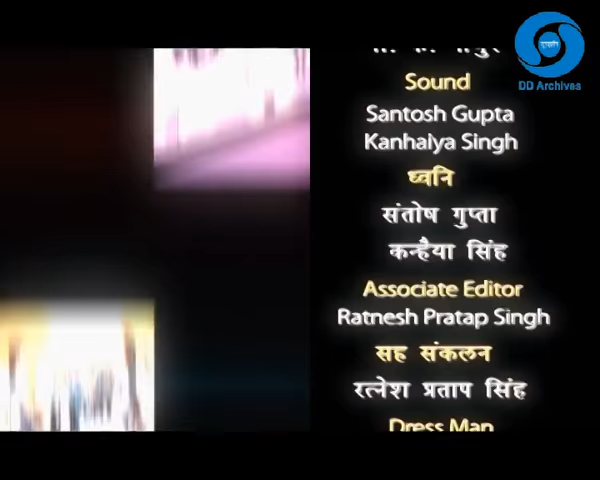 DD Archives
Sound
Santosh Gupta
Kanhaiya Singh
ध्वनि
संतोष गुप्ता
कन्हैया सिंह
Associate Editor
Ratnesh Pratap Singh
सह संकलन
रत्नेश प्रताप सिंह
Dress Man